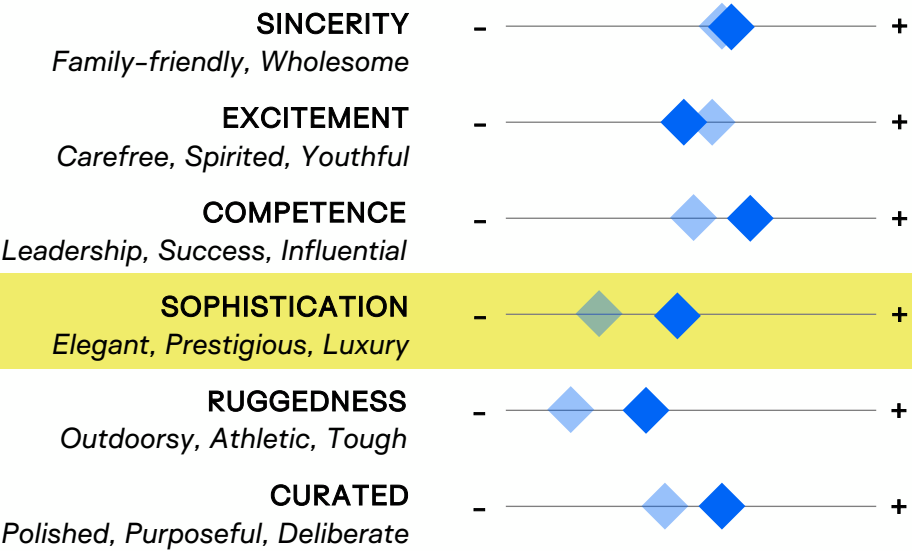 SINCERITY
- +
Family-friendly, Wholesome
EXCITEMENT
- +
Carefree, Spirited, Youthful
COMPETENCE
- +
Leadership, Success, Influential
SOPHISTICATION
- +
Elegant, Prestigious, Luxury
RUGGEDNESS
- +
Outdoorsy, Athletic, Tough
CURATED
- +
Polished, Purposeful, Deliberate